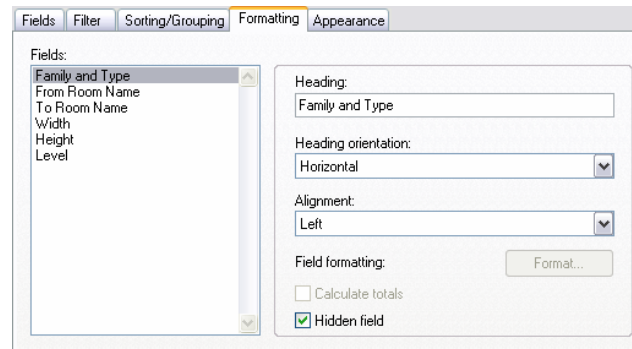 Fields Filter Sorting/Grouping Formatting Appearance
Fields:
Family and Type
From Room Name
To Room Name
Width
Height
Level
Heading:
Family and Type
Heading orientation:
Horizontal
Alignment:
Left
Field formatting: Format...
Calculate totals
Hidden field